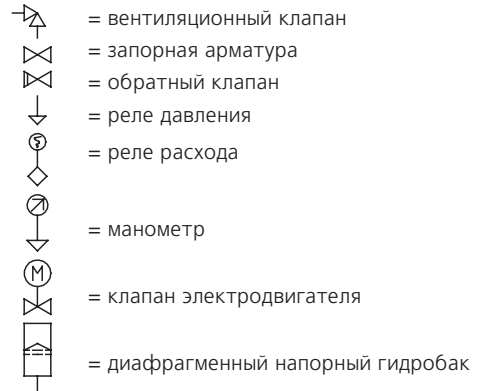 = вентиляционный клапан
= запорная арматура
= обратный клапан
= реле давления
= реле расхода
= манометр
M
= клапан электродвигателя
= диафрагменный напорный гидробак